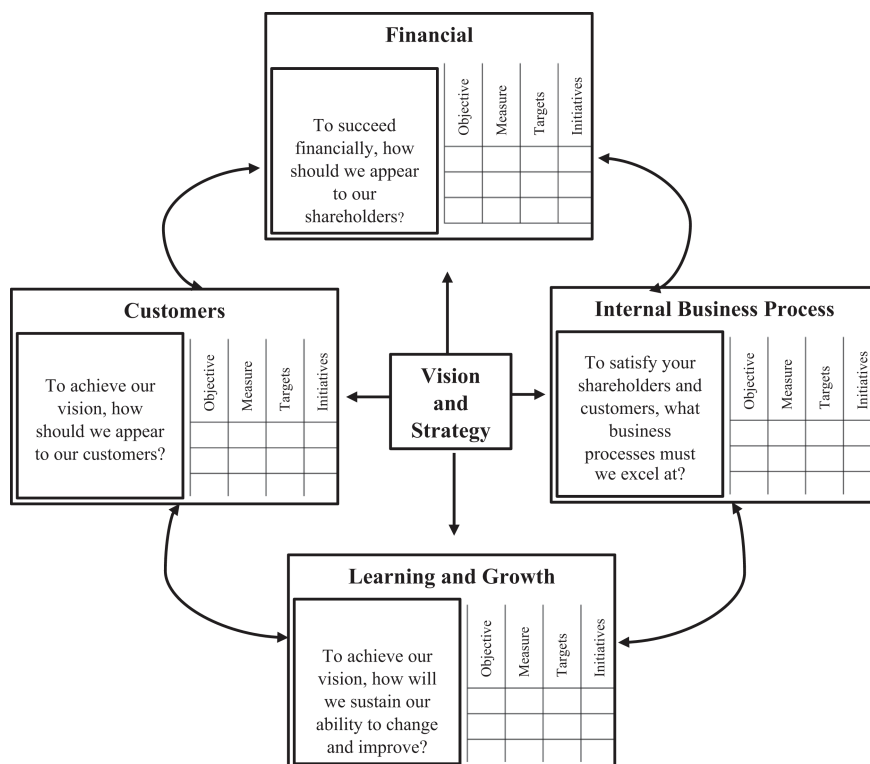 Financial
To succeed
financially, how
should we appear
to our
shareholders?
Objective
Measure
Targets
Initiatives
Customers
To achieve our
vision, how
should we appear
to our customers?
Objective
Measure
Targets
Initiatives
Vision
and
Strategy
Internal Business Process
To satisfy your
shareholders and
customers, what
business
processes must
we excel at?
Objective
Measure
Targets
Initiatives
Learning and Growth
To achieve our
vision, how will
we sustain our
ability to change
and improve?
Objective
Measure
Targets
Initiatives